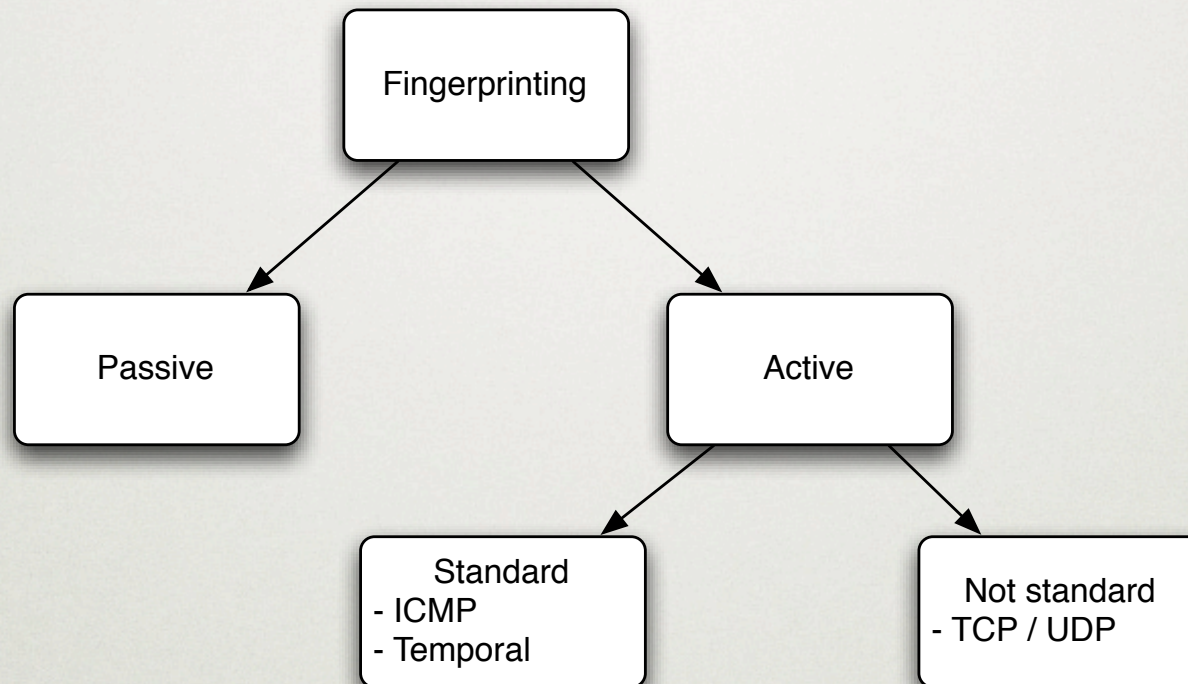 Fingerprinting
Passive
Active
Standard
- ICMP
- Temporal
Not standard
- TCP / UDP